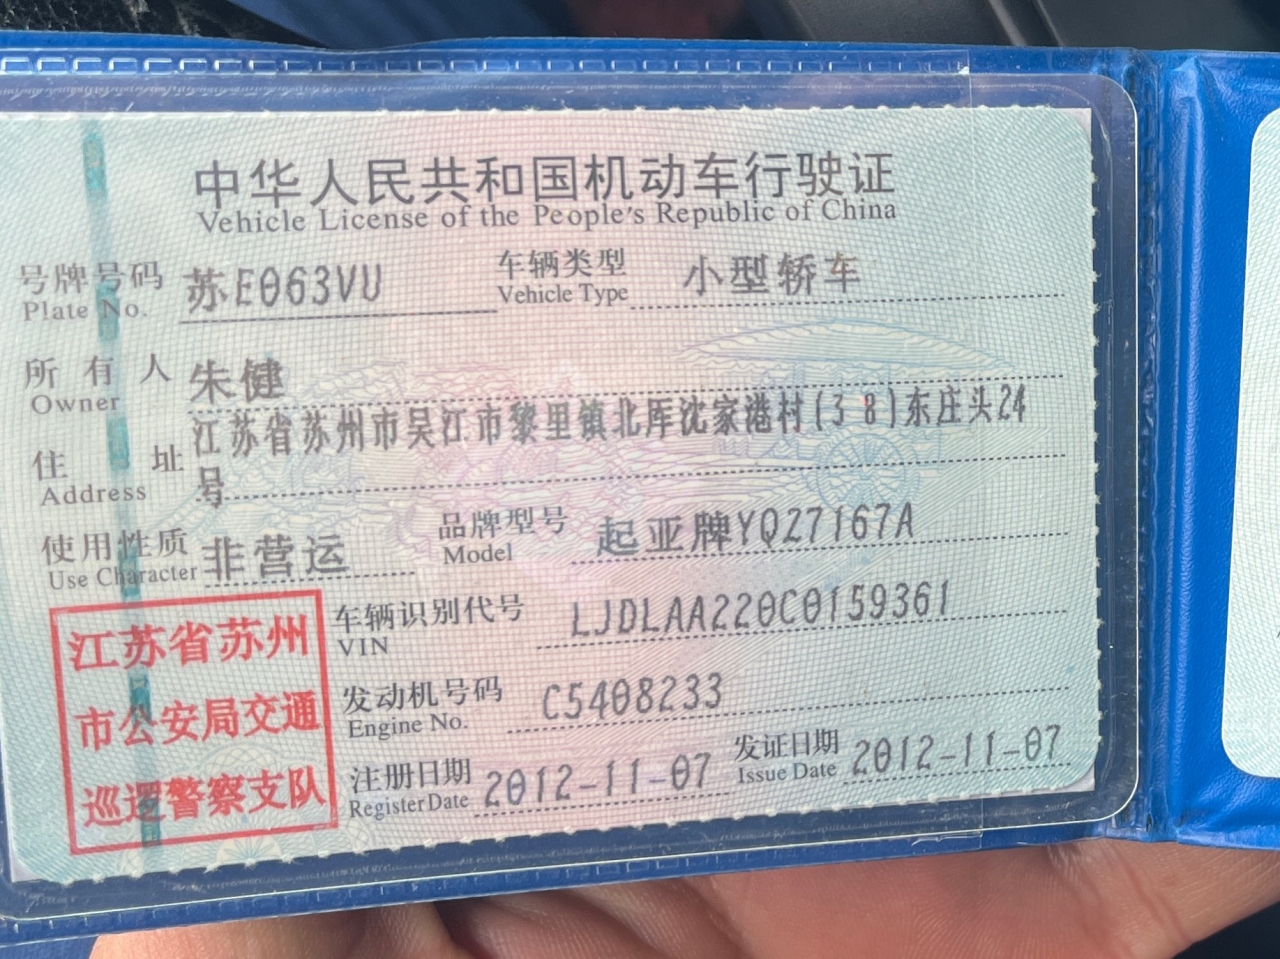 中华人民共和国机动车行驶证
Vehicle License of the People's Republic of China
号牌号码 苏E063VU 车辆类型 小型轿车
Plate No. Vehicle Type
所有人 朱健
Owner
住址 江苏省苏州市吴江市黎里镇北厍沈家港村(3 8)东庄头24
Address 号
使用性质 非营运 品牌型号 起亚牌YQZ7167A
Use Character Model
江苏省苏州
市公安局交通
巡逻警察支队
车辆识别代号 LJDLAA220C0159361
VIN
发动机号码 C5408233
Engine No.
注册日期 2012-11-07 发证日期 2012-11-07
Register Date Issue Date